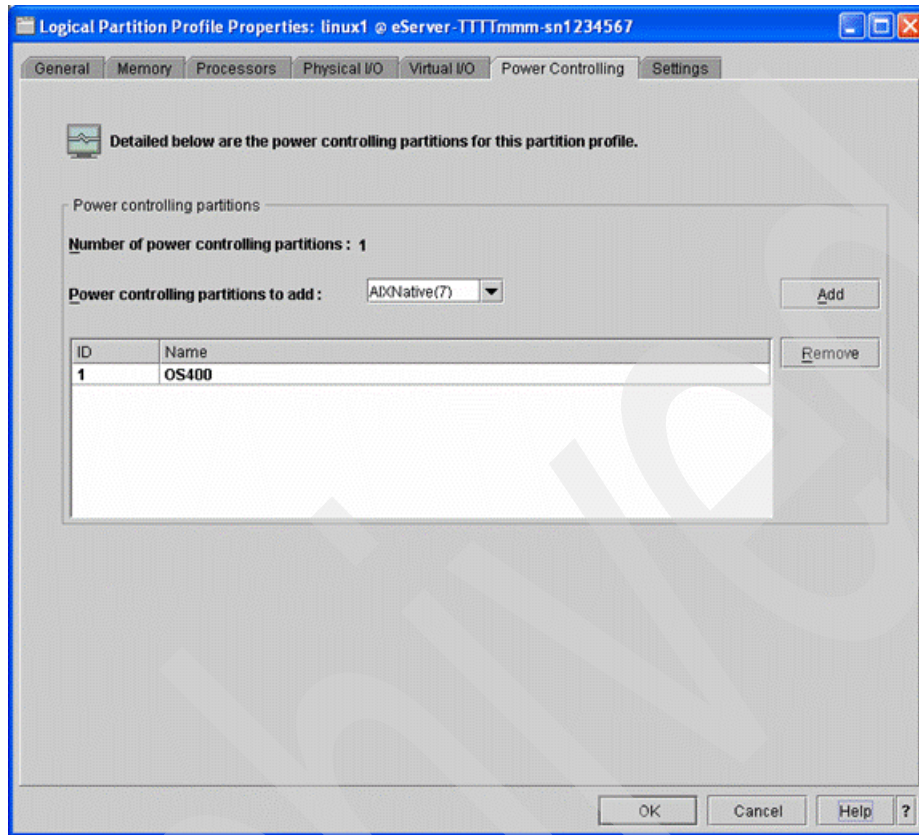 Logical Partition Profile Properties: linux1 @ eServer-TTTTmmm-sn1234567
General Memory Processors Physical I/O Virtual I/O Power Controlling Settings
Detailed below are the power controlling partitions for this partition profile.
Power controlling partitions
Number of power controlling partitions : 1
Power controlling partitions to add : AIXNative(7) Add
ID Name Remove
1 OS400
OK Cancel Help ?